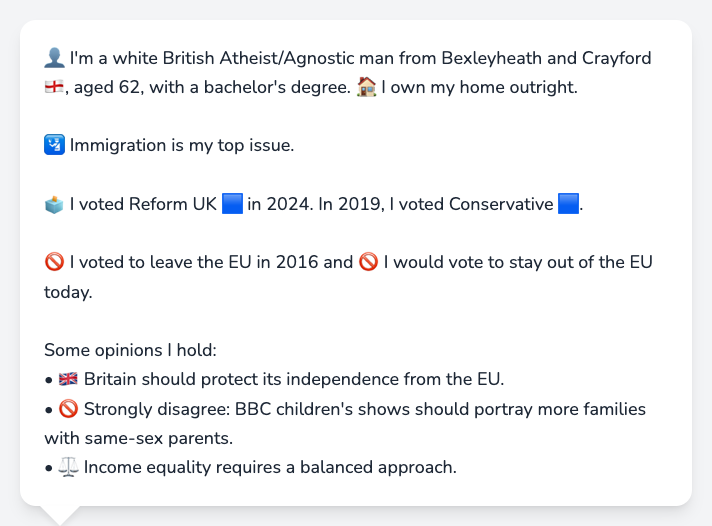 👤 I'm a white British Atheist/Agnostic man from Bexleyheath and Crayford
🏴󠁧󠁢󠁥󠁮󠁧󠁿, aged 62, with a bachelor's degree. 🏠 I own my home outright.
🛂 Immigration is my top issue.
🗳️ I voted Reform UK 🟦 in 2024. In 2019, I voted Conservative 🟦.
🚫 I voted to leave the EU in 2016 and 🚫 I would vote to stay out of the EU
today.
Some opinions I hold:
• 🇬🇧 Britain should protect its independence from the EU.
• 🚫 Strongly disagree: BBC children's shows should portray more families
with same-sex parents.
• ⚖️ Income equality requires a balanced approach.